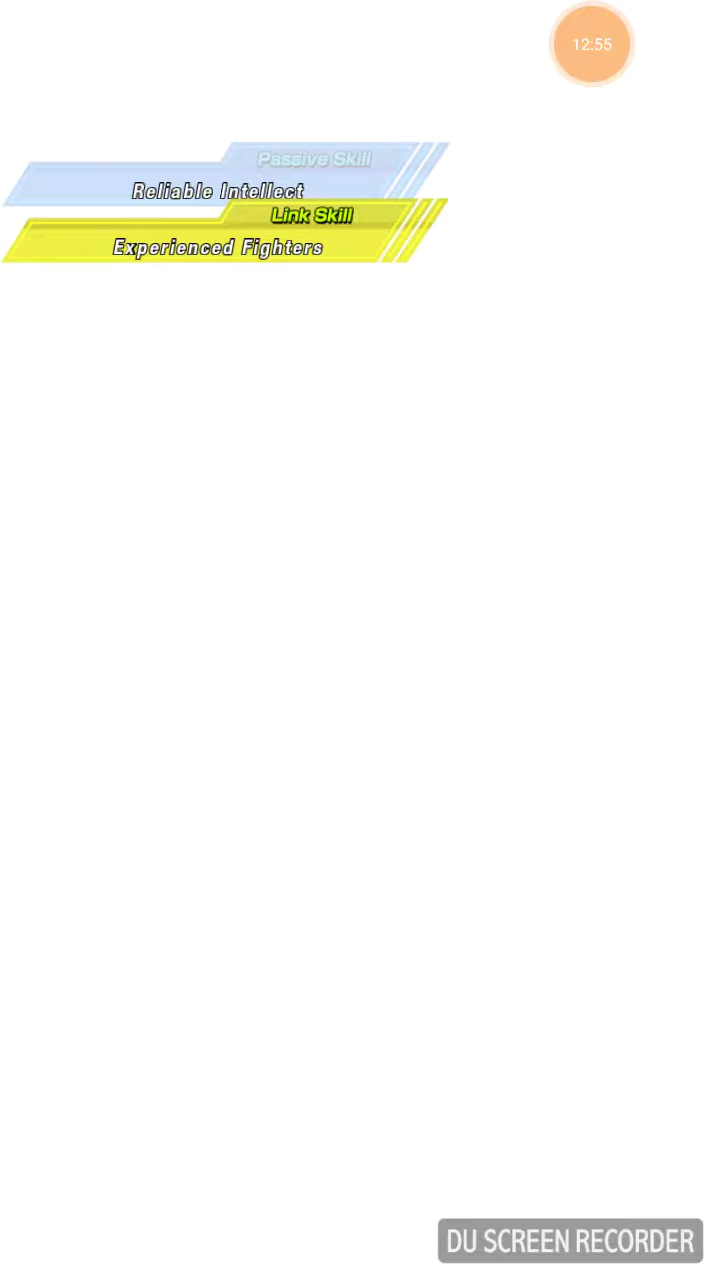 12:55
Passive Skill
Reliable Intellect
Link Skill
Experienced Fighters
DU SCREEN RECORDER